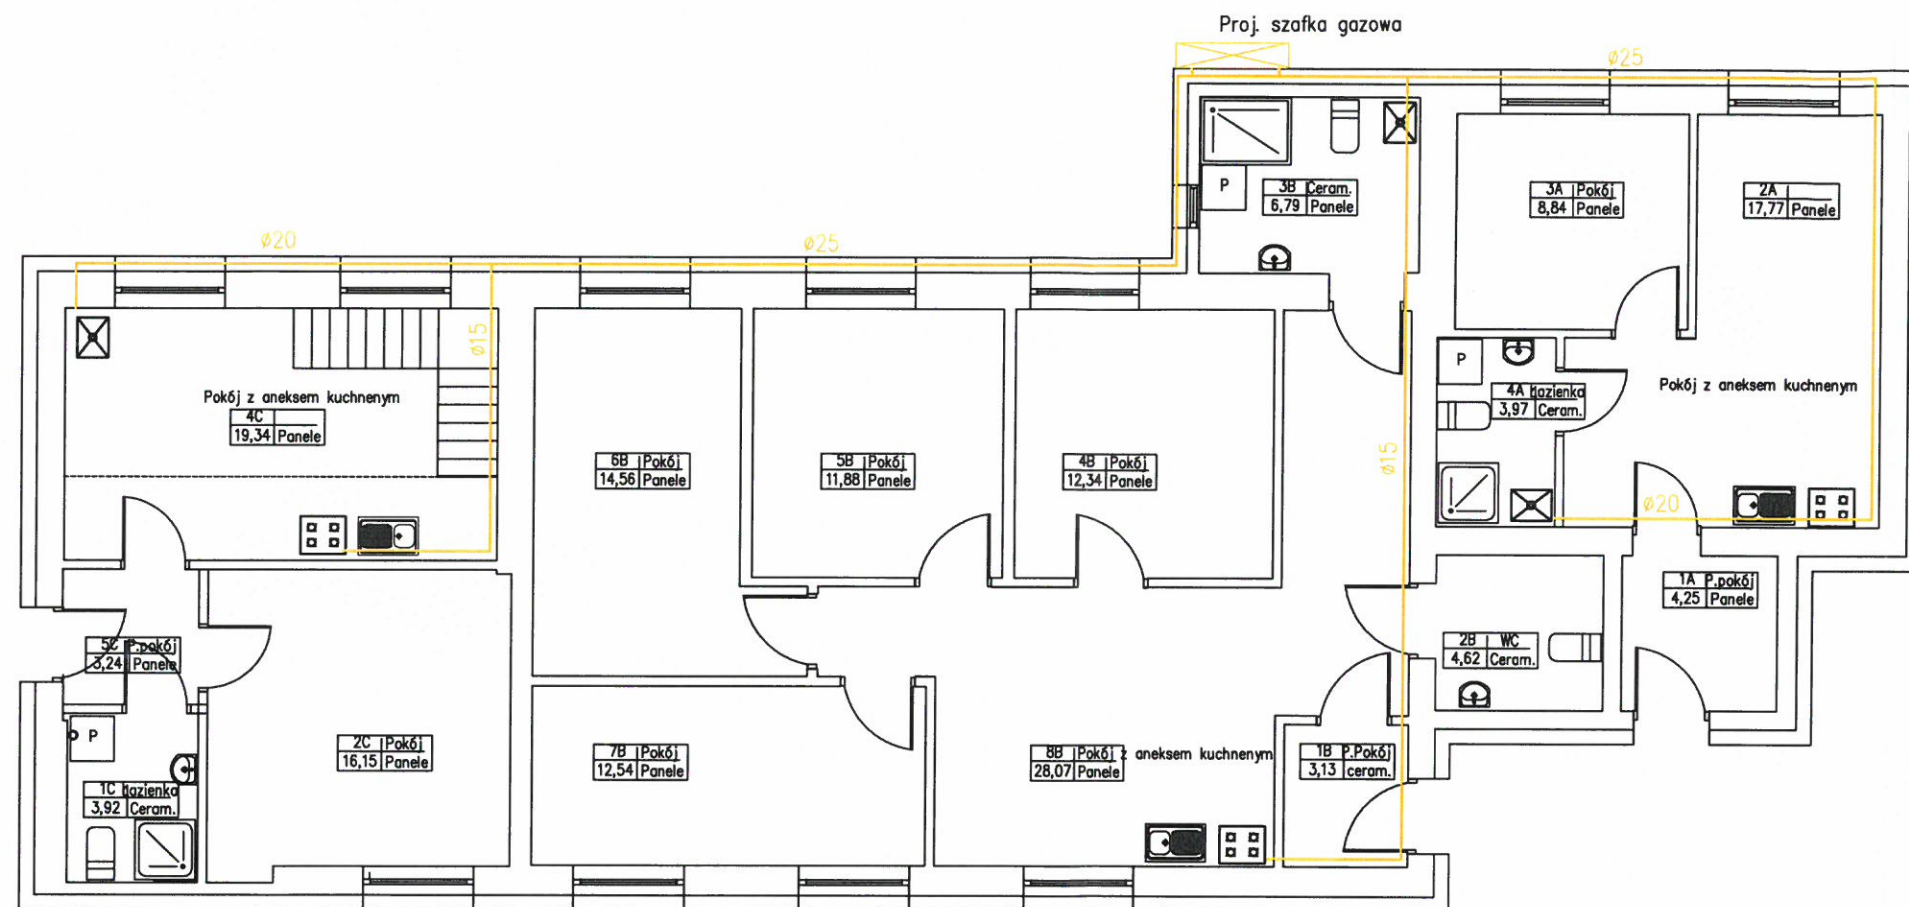 Proj. szafka gazowa
ø25
3A Pokój
8,84 Panele
2A
17,77 Panele
3B Ceram.
6,79 Panele
P
ø20
ø25
ø15
Pokój z aneksem kuchnenym
4C
19,34 Panele
6B Pokój
14,56 Panele
5B Pokój
11,88 Panele
4B Pokój
12,34 Panele
ø15
P
4A Łazienka
3,97 Ceram.
Pokój z aneksem kuchnenym
ø20
1A P.pokój
4,25 Panele
2B WC
4,62 Ceram.
5C P.pokój
3,24 Panele
P
2C Pokój
16,15 Panele
1C Łazienka
3,92 Ceram.
7B Pokój
12,54 Panele
8B Pokój z aneksem kuchnenym
28,07 Panele
1B P.Pokój
3,13 ceram.